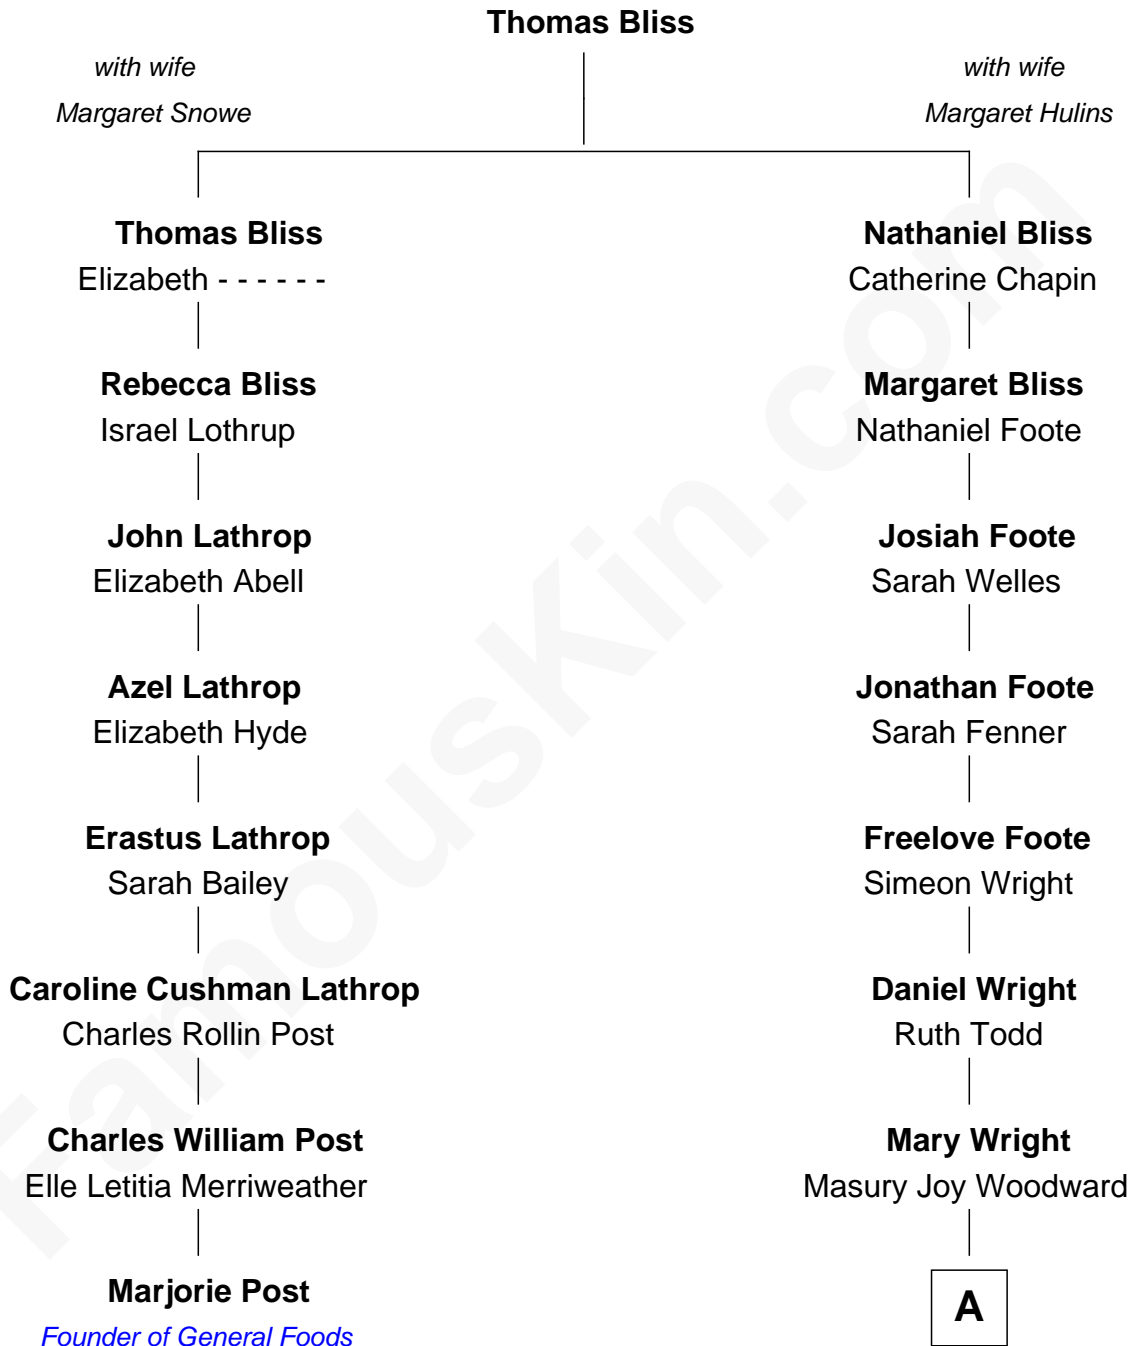 Thomas Bliss
with wife
Margaret Snowe
with wife
Margaret Hulins
Thomas Bliss
Elizabeth - - - - - -
Nathaniel Bliss
Catherine Chapin
Rebecca Bliss
Israel Lothrup
Margaret Bliss
Nathaniel Foote
John Lathrop
Elizabeth Abell
Josiah Foote
Sarah Welles
Azel Lathrop
Elizabeth Hyde
Jonathan Foote
Sarah Fenner
Erastus Lathrop
Sarah Bailey
Freelove Foote
Simeon Wright
Caroline Cushman Lathrop
Charles Rollin Post
Daniel Wright
Ruth Todd
Charles William Post
Elle Letitia Merriweather
Mary Wright
Masury Joy Woodward
Marjorie Post
Founder of General Foods
A
FamousKin.com